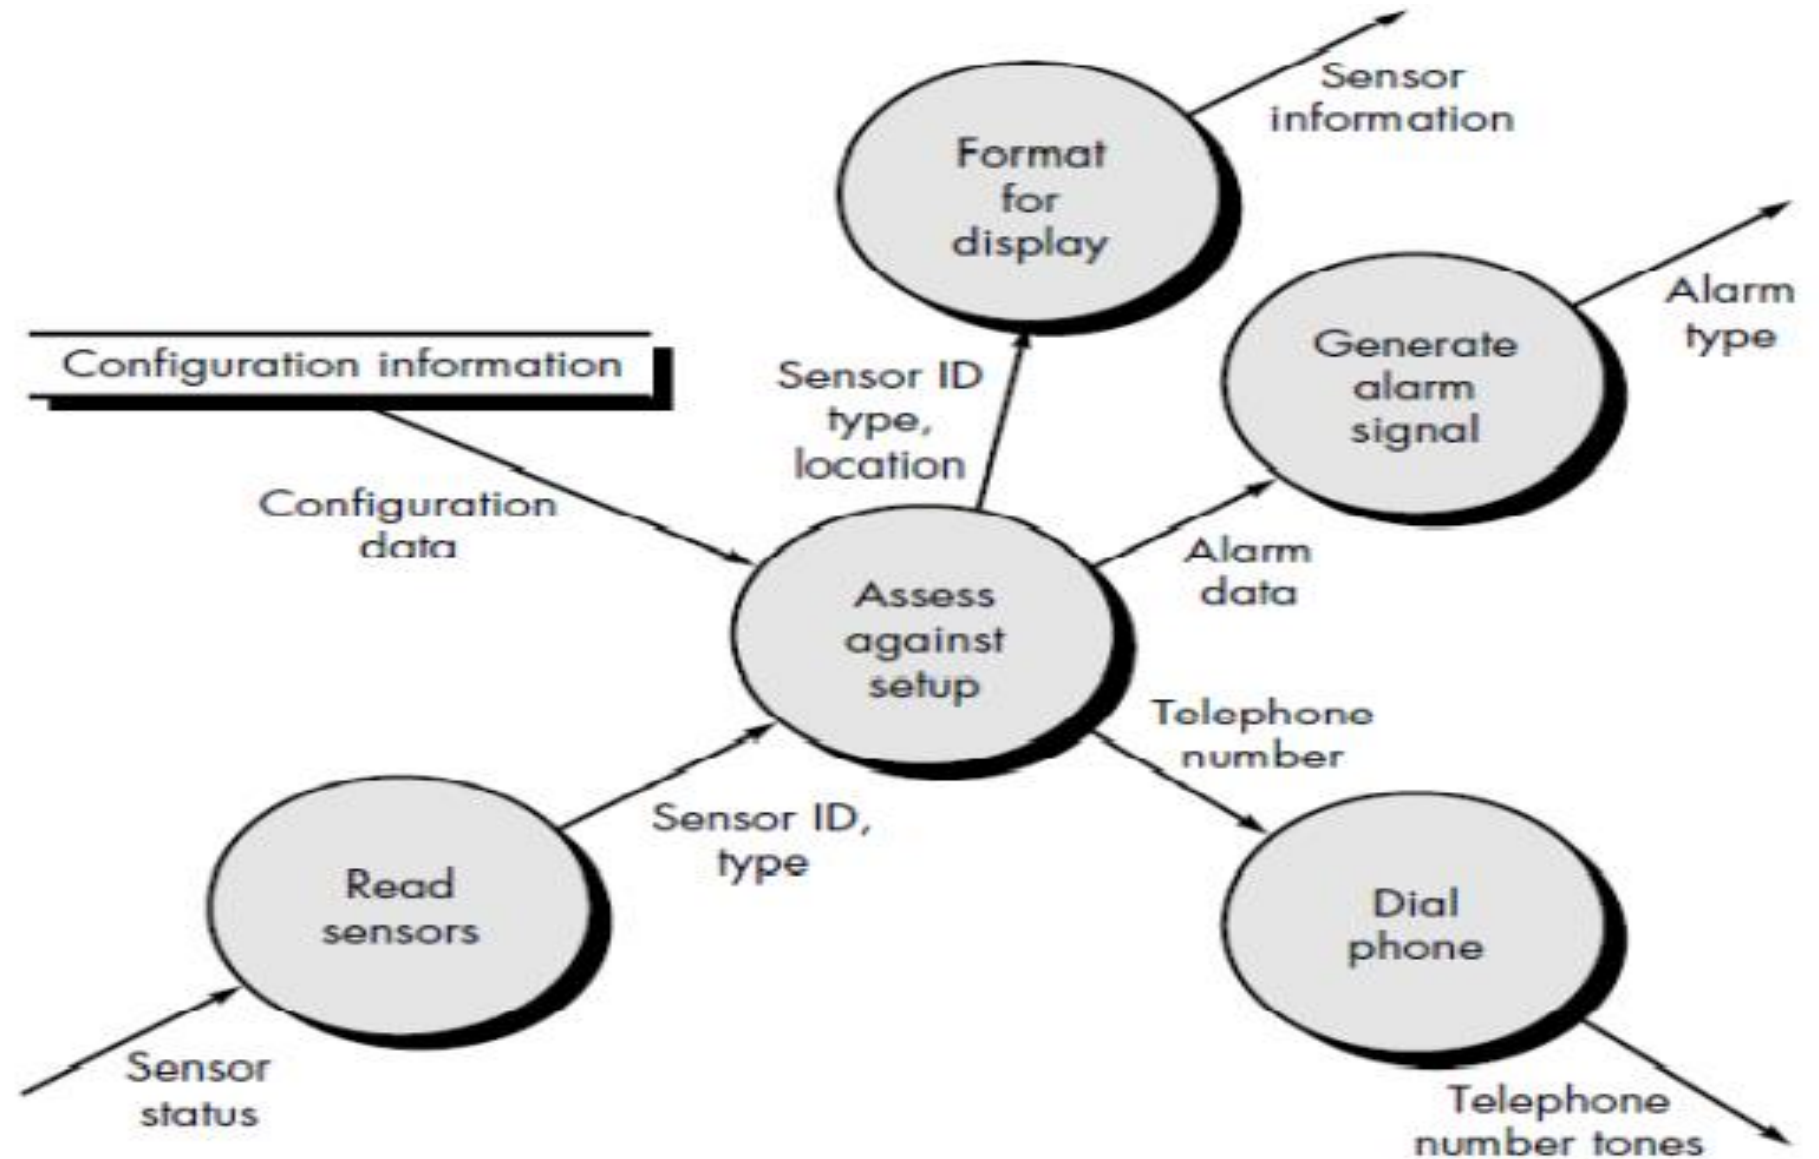 Sensor
information
Format
for
display
Alarm
type
Generate
alarm
signal
Configuration information
Sensor ID
type,
location
Configuration
data
Alarm
data
Assess
against
setup
Telephone
number
Sensor ID,
type
Read
sensors
Dial
phone
Sensor
status
Telephone
number tones